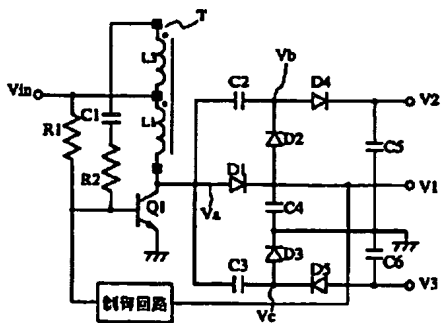 T
L2
Vin
C1
L1
R1
R2
Q1
Va
D1
C2
Vb
D4
V2
D2
C5
V1
C4
D3
C3
D5
C6
V3
Vc
制御回路